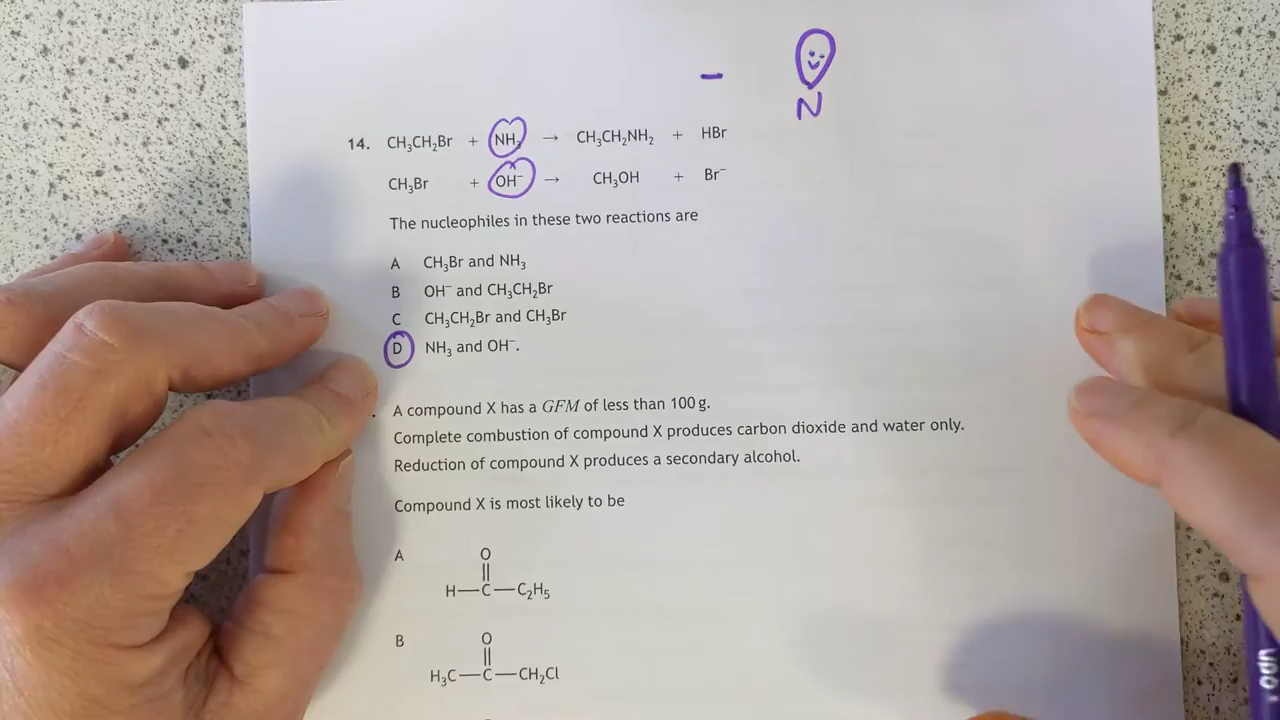 –
N
14. CH₃CH₂Br + NH₃ → CH₃CH₂NH₂ + HBr
CH₃Br + OH⁻ → CH₃OH + Br⁻
The nucleophiles in these two reactions are
A CH₃Br and NH₃
B OH⁻ and CH₃CH₂Br
C CH₃CH₂Br and CH₃Br
D NH₃ and OH⁻.
A compound X has a GFM of less than 100 g.
Complete combustion of compound X produces carbon dioxide and water only.
Reduction of compound X produces a secondary alcohol.
Compound X is most likely to be
A
O
H—C—C₂H₅
B
O
H₃C—C—CH₂Cl